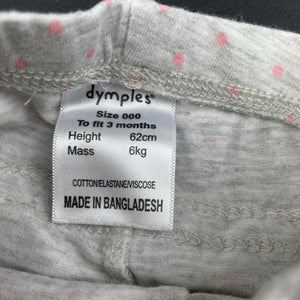 dymples®
Size 000
To fit 3 months
Height 62cm
Mass 6kg
COTTON/ELASTANE/VISCOSE
MADE IN BANGLADESH